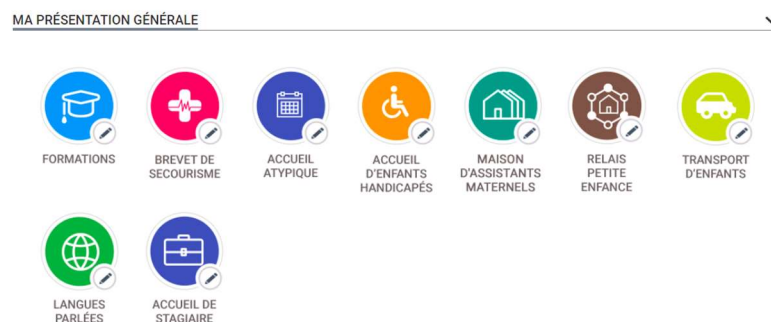 MA PRÉSENTATION GÉNÉRALE
FORMATIONS
BREVET DE
SECOURISME
ACCUEIL
ATYPIQUE
ACCUEIL
D'ENFANTS
HANDICAPÉS
MAISON
D'ASSISTANTS
MATERNELS
RELAIS
PETITE
ENFANCE
TRANSPORT
D'ENFANTS
LANGUES
PARLÉES
ACCUEIL DE
STAGIAIRE